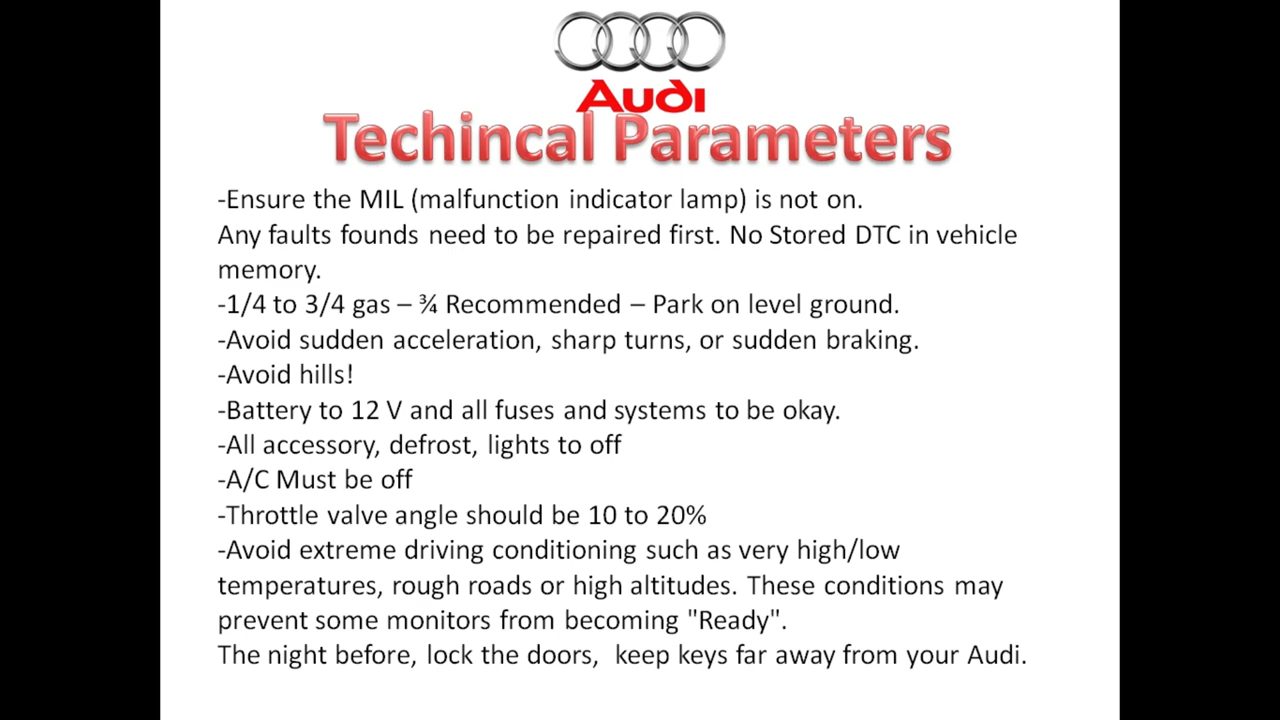 Audi
Techincal Parameters
-Ensure the MIL (malfunction indicator lamp) is not on.
Any faults founds need to be repaired first. No Stored DTC in vehicle
memory.
-1/4 to 3/4 gas – ¾ Recommended – Park on level ground.
-Avoid sudden acceleration, sharp turns, or sudden braking.
-Avoid hills!
-Battery to 12 V and all fuses and systems to be okay.
-All accessory, defrost, lights to off
-A/C Must be off
-Throttle valve angle should be 10 to 20%
-Avoid extreme driving conditioning such as very high/low
temperatures, rough roads or high altitudes. These conditions may
prevent some monitors from becoming "Ready".
The night before, lock the doors,  keep keys far away from your Audi.